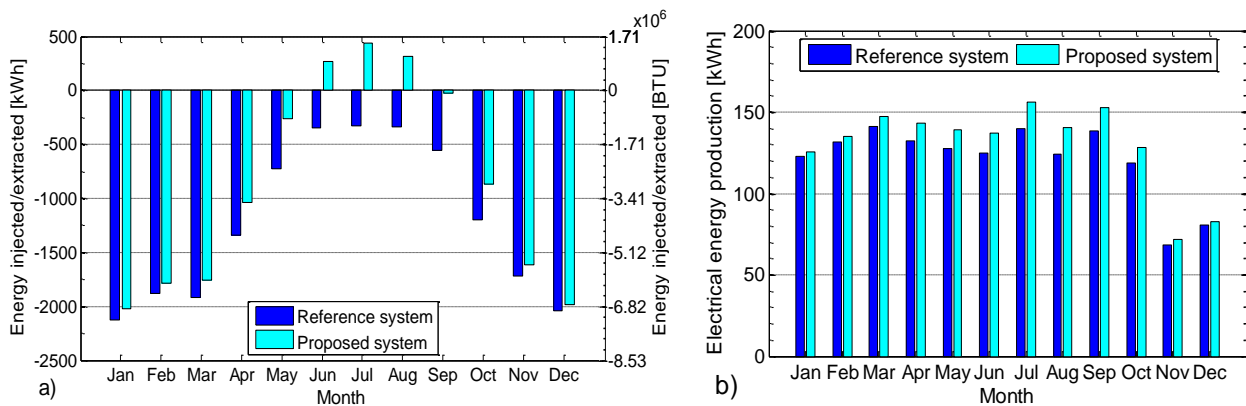 x10⁶
Energy injected/extracted [kWh]
500
0
-500
-1000
-1500
-2000
-2500
1.71
0
-1.71
-3.41
-5.12
-6.82
-8.53
Energy injected/extracted [BTU]
Reference system
Proposed system
Jan Feb Mar Apr May Jun Jul Aug Sep Oct Nov Dec
Month
a)
Electrical energy production [kWh]
200
150
100
50
0
Reference system Proposed system
Jan Feb Mar Apr May Jun Jul Aug Sep Oct Nov Dec
Month
b)